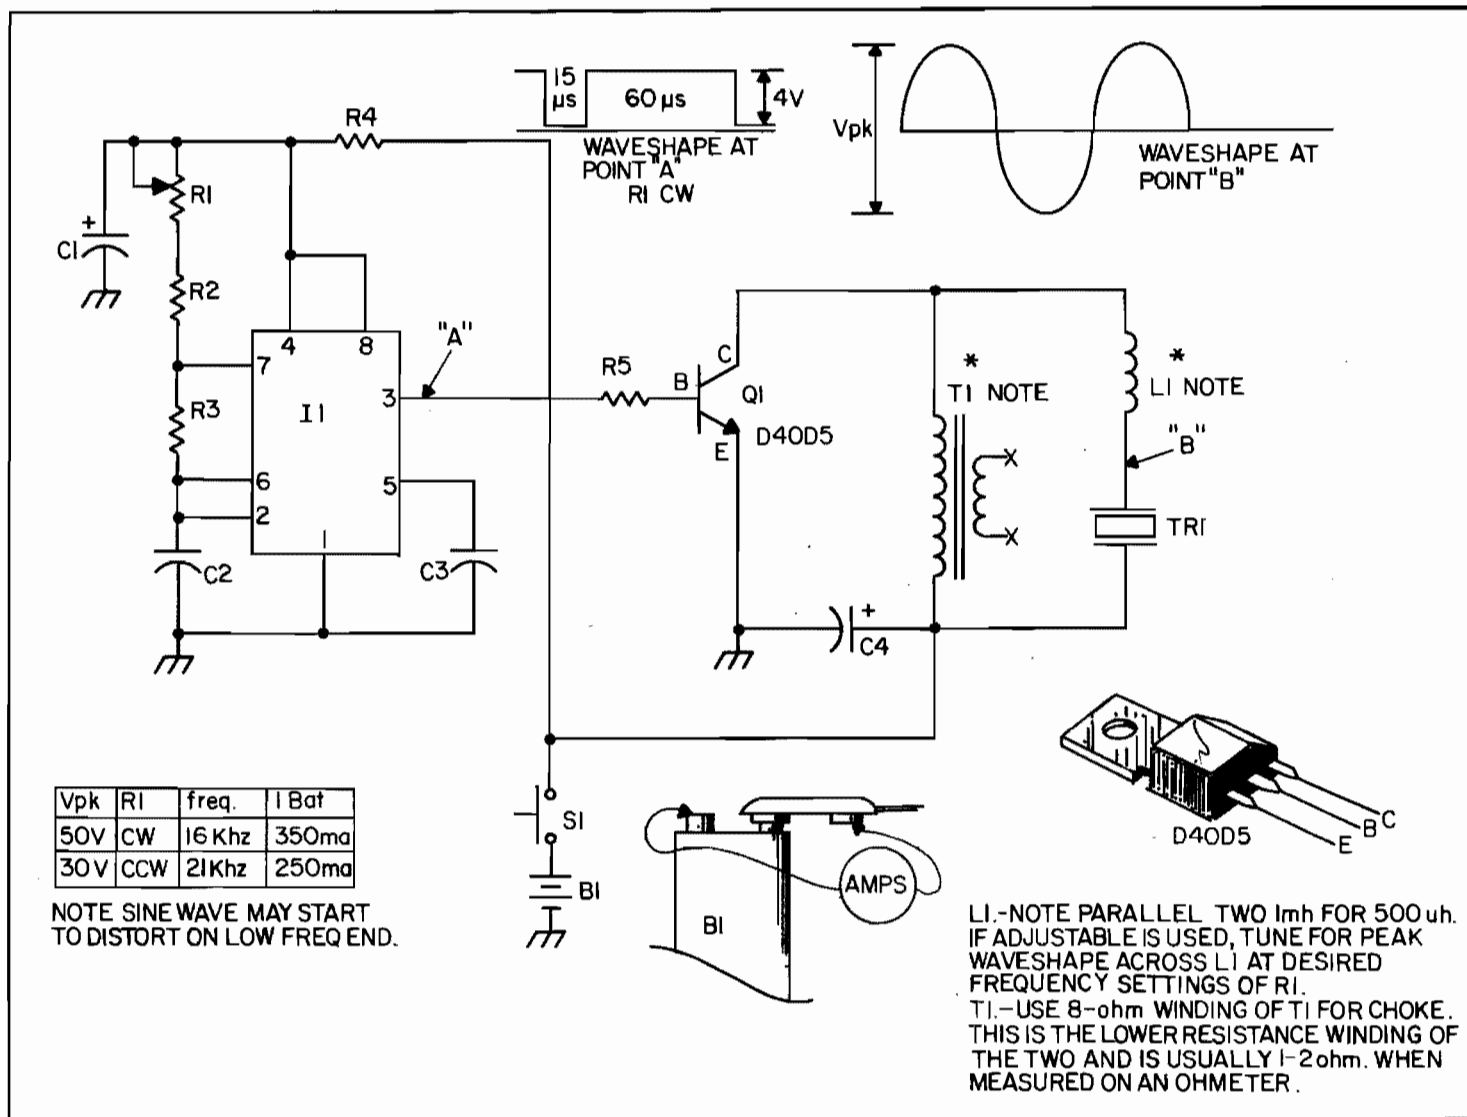 15
µs
60 µs
4V
WAVESHAPE AT
POINT "A"
R1 CW
Vpk
WAVESHAPE AT
POINT "B"
R4
R1
+
C1
R2
R3
7
4
8
3
I1
6
5
2
1
"A"
C2
C3
R5
B
C
E
Q1
D40D5
*
T1 NOTE
*
L1 NOTE
"B"
X
X
TR1
+
C4
S1
B1
AMPS
B1
D40D5
C
B
E
Vpk R1 freq. I Bat
50V CW 16 Khz 350ma
30V CCW 21Khz 250ma
NOTE SINE WAVE MAY START
TO DISTORT ON LOW FREQ END.
L1.-NOTE PARALLEL TWO 1mh FOR 500 uh.
IF ADJUSTABLE IS USED, TUNE FOR PEAK
WAVESHAPE ACROSS L1 AT DESIRED
FREQUENCY SETTINGS OF R1.
T1.-USE 8-ohm WINDING OF T1 FOR CHOKE.
THIS IS THE LOWER RESISTANCE WINDING OF
THE TWO AND IS USUALLY 1-2 ohm. WHEN
MEASURED ON AN OHMETER.